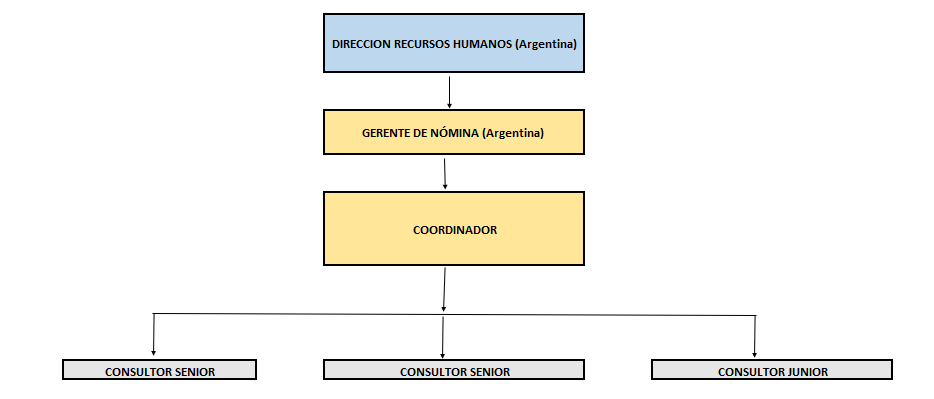 DIRECCION RECURSOS HUMANOS (Argentina)
GERENTE DE NÓMINA (Argentina)
COORDINADOR
CONSULTOR SENIOR
CONSULTOR SENIOR
CONSULTOR JUNIOR